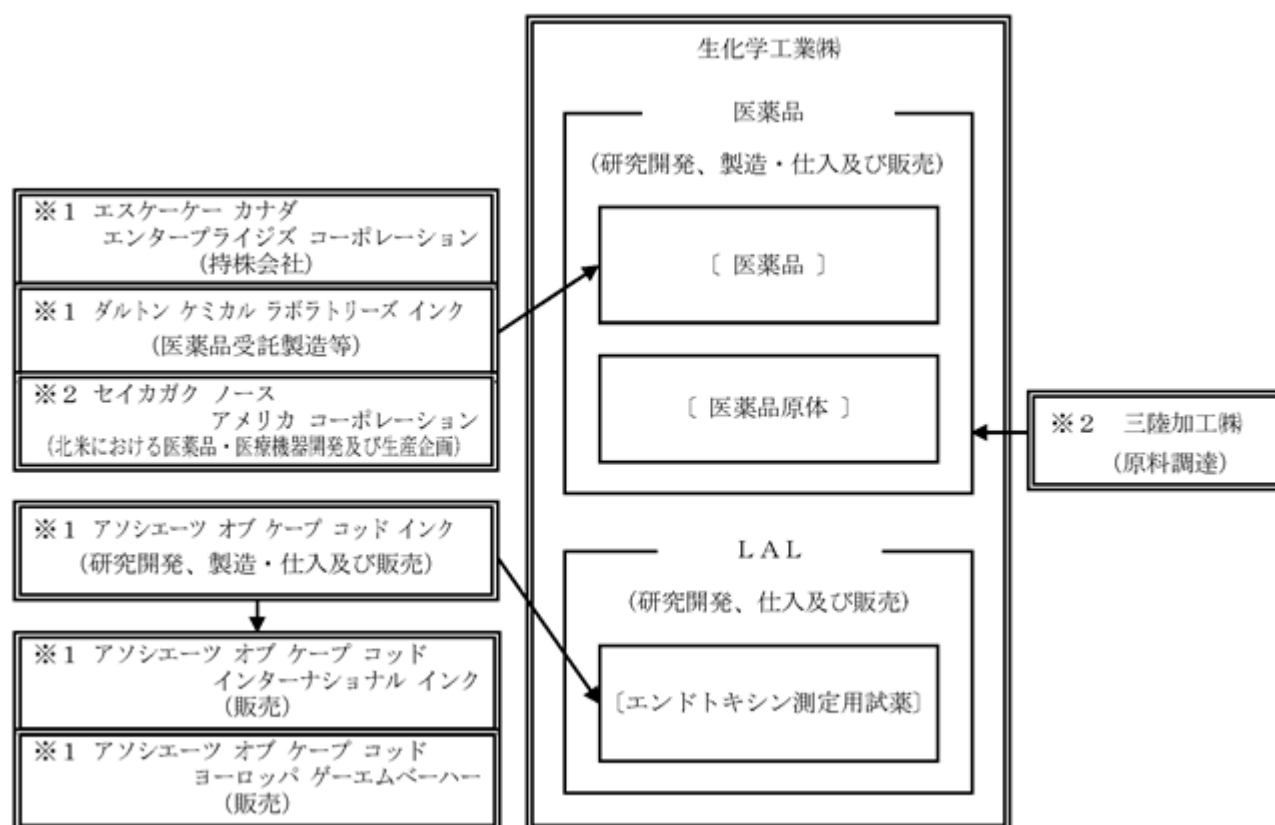 生化学工業㈱
医薬品
(研究開発、製造・仕入及び販売)
〔 医薬品 〕
〔 医薬品原体 〕
LAL
(研究開発、仕入及び販売)
〔エンドトキシン測定用試薬〕
※1 エスケーケー カナダ
エンタープライジズ コーポレーション
(持株会社)
※1 ダルトン ケミカル ラボラトリーズ インク
(医薬品受託製造等)
※2 セイカガク ノース
アメリカ コーポレーション
(北米における医薬品・医療機器開発及び生産企画)
※1 アソシエーツ オブ ケープ コッド インク
(研究開発、製造・仕入及び販売)
※1 アソシエーツ オブ ケープ コッド
インターナショナル インク
(販売)
※1 アソシエーツ オブ ケープ コッド
ヨーロッパ ゲーエムベーハー
(販売)
※2 三陸加工㈱
(原料調達)